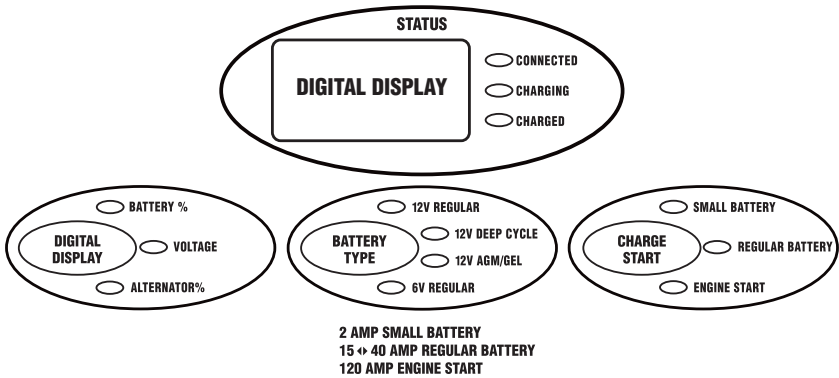 STATUS
DIGITAL DISPLAY
CONNECTED
CHARGING
CHARGED
BATTERY %
DIGITAL
DISPLAY
VOLTAGE
ALTERNATOR%
12V REGULAR
BATTERY
TYPE
12V DEEP CYCLE
12V AGM/GEL
6V REGULAR
SMALL BATTERY
CHARGE
START
REGULAR BATTERY
ENGINE START
2 AMP SMALL BATTERY
15 ◂▸ 40 AMP REGULAR BATTERY
120 AMP ENGINE START